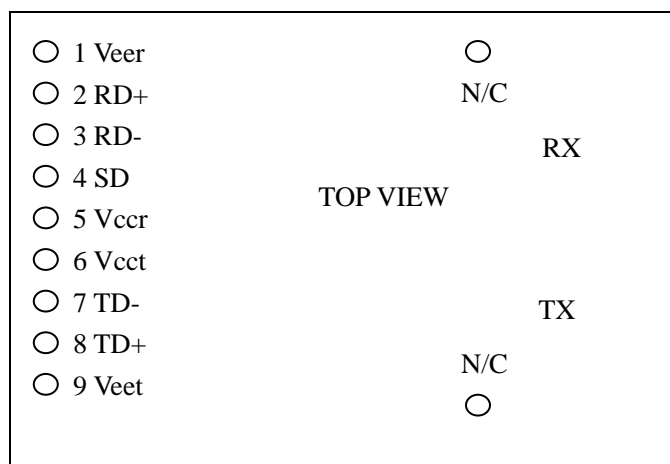 1 Veer
2 RD+
N/C
3 RD-
RX
4 SD
TOP VIEW
5 Vccr
6 Vcct
7 TD-
TX
8 TD+
N/C
9 Veet